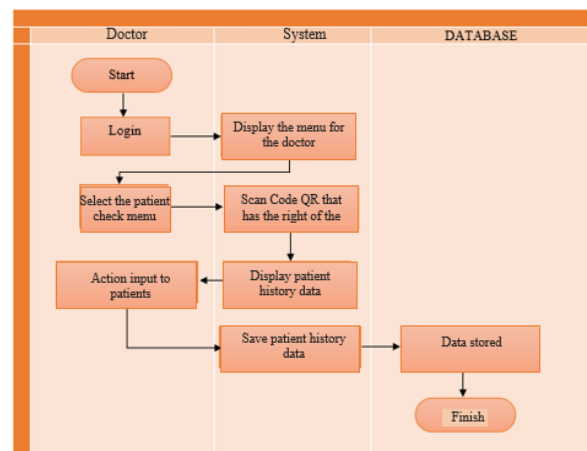 Doctor
System
DATABASE
Start
Login
Display the menu for
the doctor
Select the patient
check menu
Scan Code QR that
has the right of the
Display patient
history data
Action input to
patients
Save patient history
data
Data stored
Finish